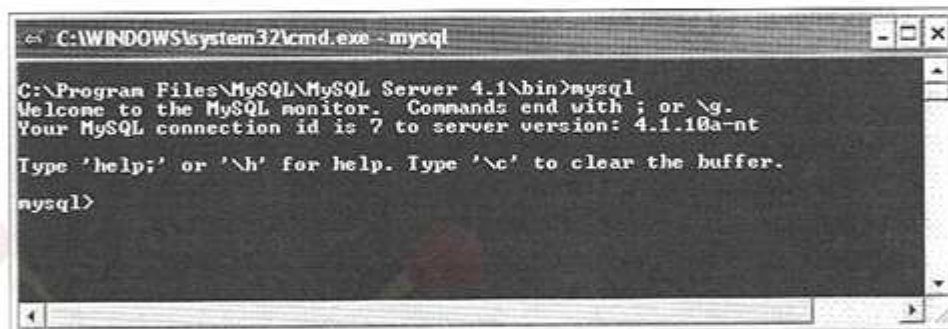 C:\WINDOWS\system32\cmd.exe - mysql
C:\Program Files\MySQL\MySQL Server 4.1\bin>mysql
Welcome to the MySQL monitor.  Commands end with ; or \g.
Your MySQL connection id is 7 to server version: 4.1.10a-nt
Type 'help;' or '\h' for help. Type '\c' to clear the buffer.
mysql>